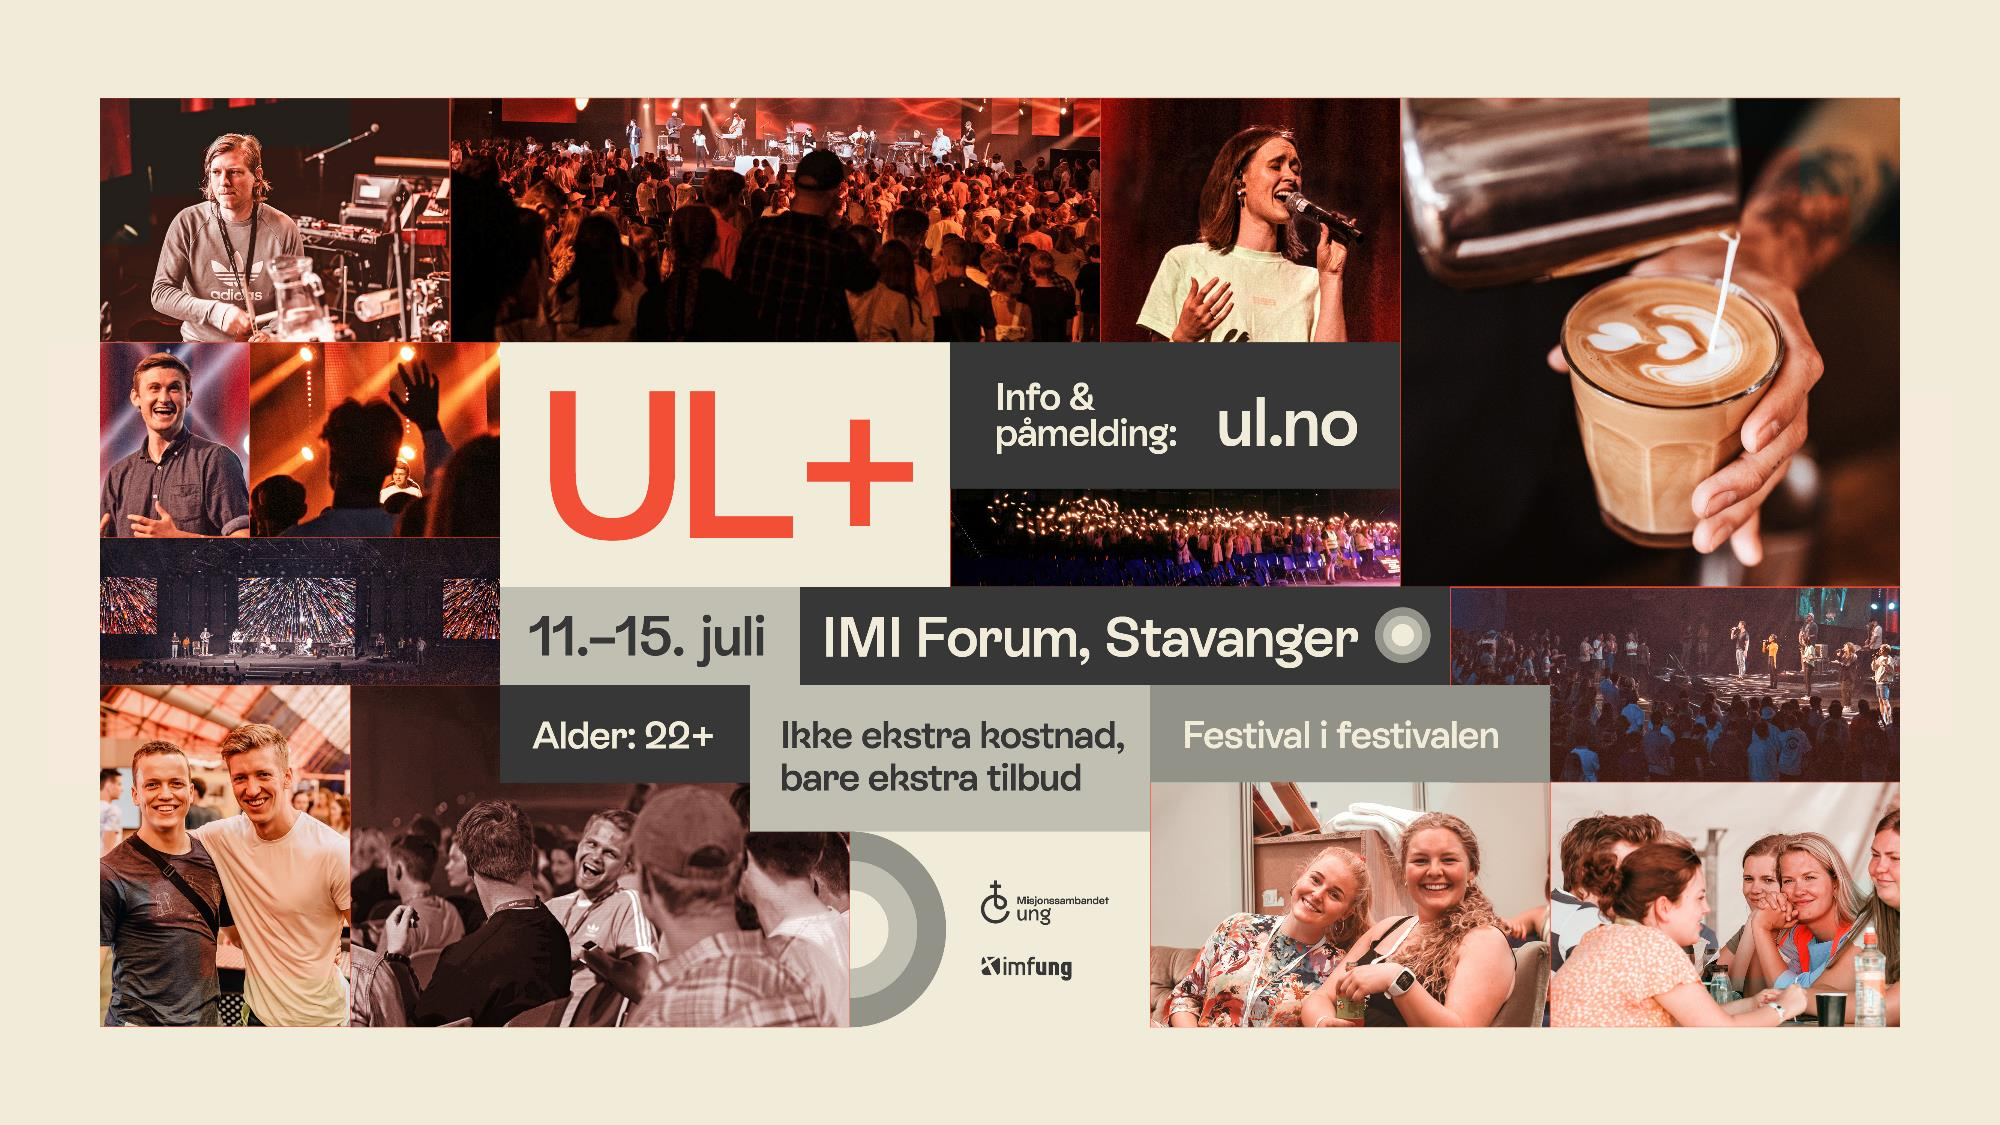 adidas
UL+
Info &
påmelding:
ul.no
11.–15. juli
IMI Forum, Stavanger
Alder: 22+
Ikke ekstra kostnad,
bare ekstra tilbud
Festival i festivalen
Misjonssambandet
ung
imfung